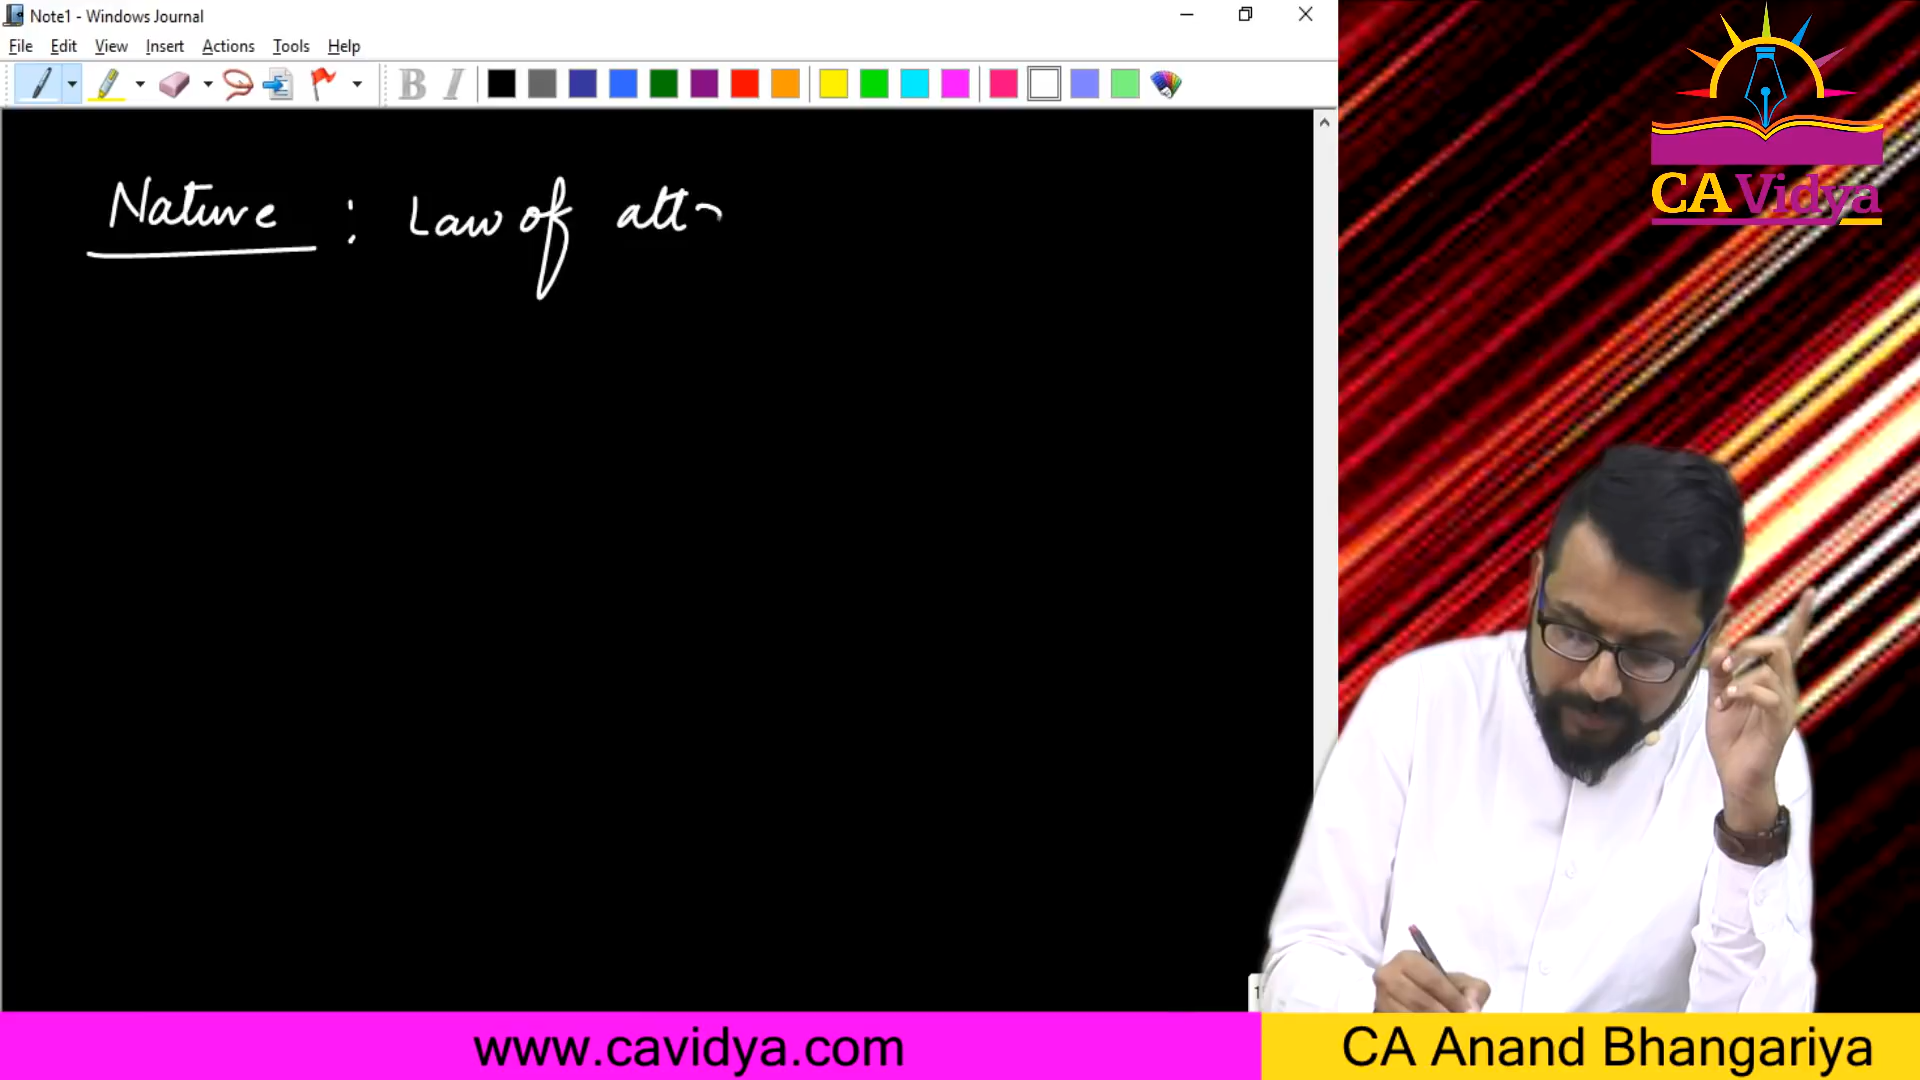 Note1 - Windows Journal
File Edit View Insert Actions Tools Help
B I
Nature : Law of att
CA Vidya
www.cavidya.com
CA Anand Bhangariya